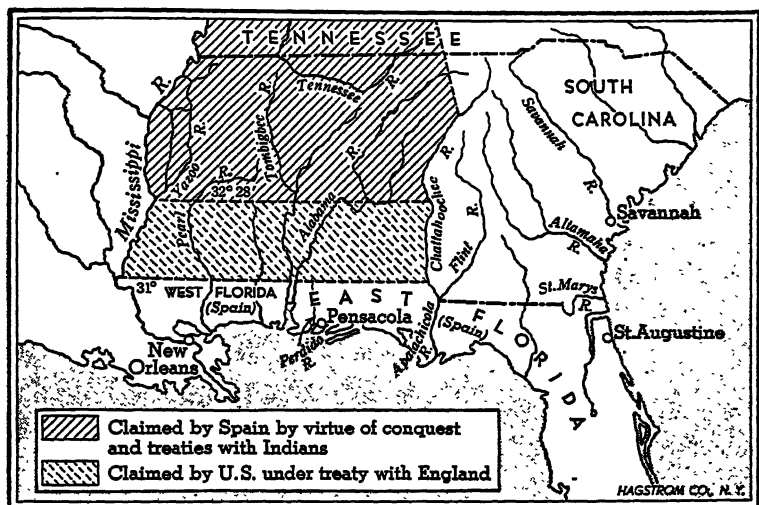 TENNESSEE
R.
Tennessee
R.
SOUTH
CAROLINA
Savannah
R.
Mississippi
Yazoo
R.
Tombigbee
R.
R.
R.
32° 28'
Pearl
Alabama
Chattahoochee
R.
Flint
R.
Savannah
Altamaha
R.
St. Marys
R.
31°
WEST FLORIDA
(Spain)
EAST
FLORIDA
(Spain)
Pensacola
Perdido
R.
Apalachicola
R.
New
Orleans
St. Augustine
Claimed by Spain by virtue of conquest
and treaties with Indians
Claimed by U.S. under treaty with England
HAGSTROM CO., N. Y.